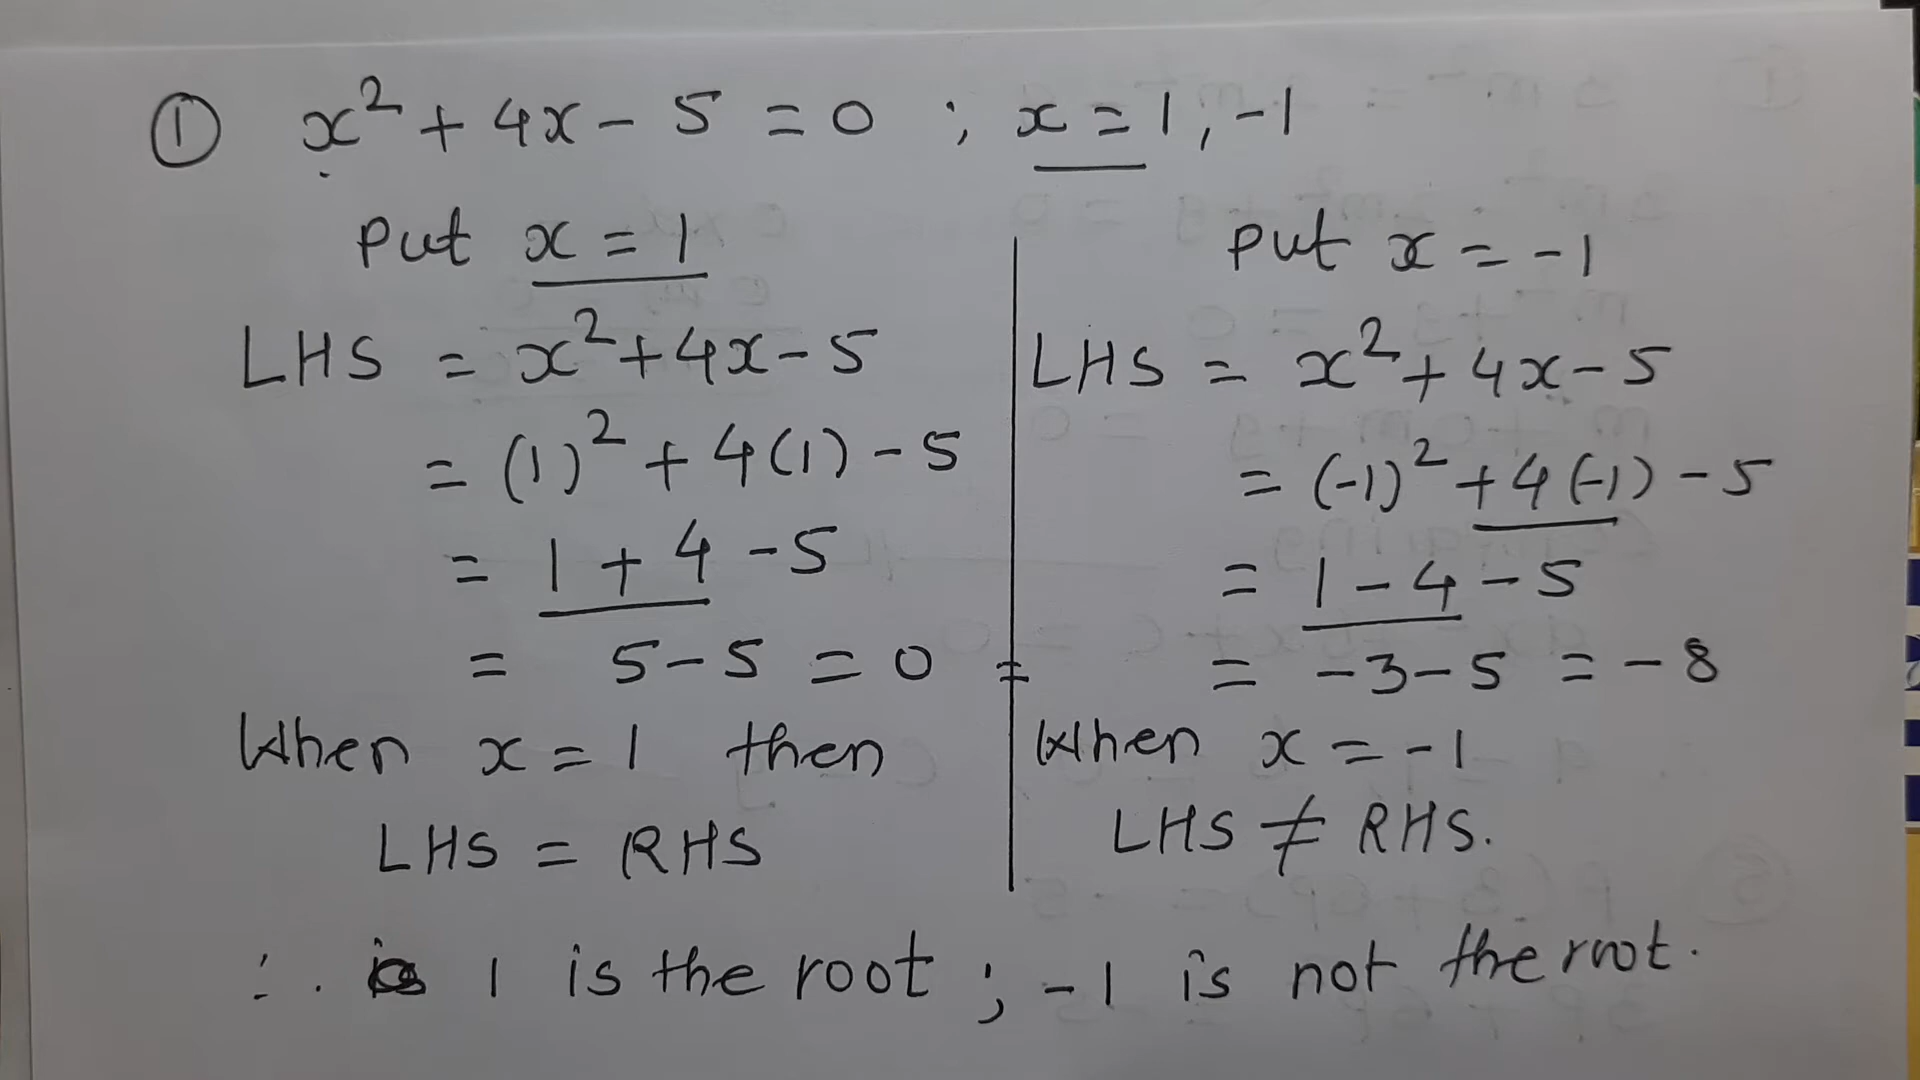 ① x² + 4x - 5 = 0 ; x = 1, -1
Put x = 1
LHS = x² + 4x - 5
= (1)² + 4(1) - 5
= 1 + 4 - 5
= 5 - 5 = 0
When x = 1 then
LHS = RHS
Put x = -1
LHS = x² + 4x - 5
= (-1)² + 4(-1) - 5
= 1 - 4 - 5
= -3 - 5 = -8
When x = -1
LHS ≠ RHS.
∴ 1 is the root ; -1 is not the root.